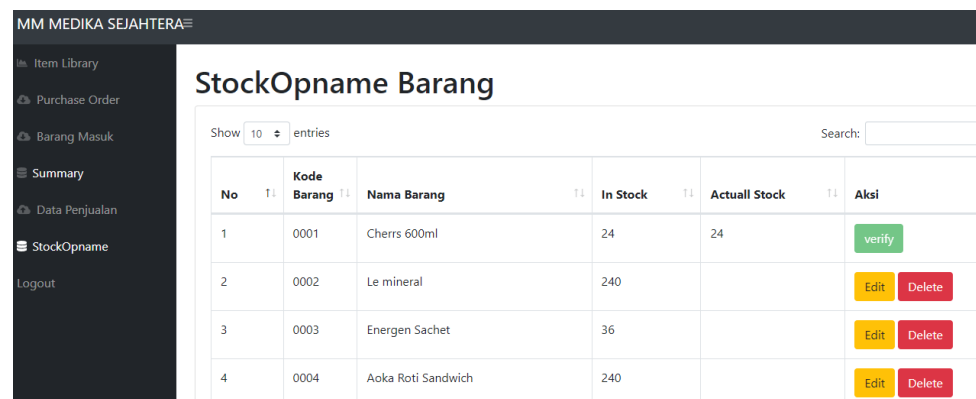 MM MEDIKA SEJAHTERA
Item Library
Purchase Order
Barang Masuk
Summary
Data Penjualan
StockOpname
Logout
StockOpname Barang
Show 10 entries
Search:
No Kode Barang Nama Barang In Stock Actuall Stock Aksi
1 0001 Cherrs 600ml 24 24 verify
2 0002 Le mineral 240 Edit Delete
3 0003 Energen Sachet 36 Edit Delete
4 0004 Aoka Roti Sandwich 240 Edit Delete